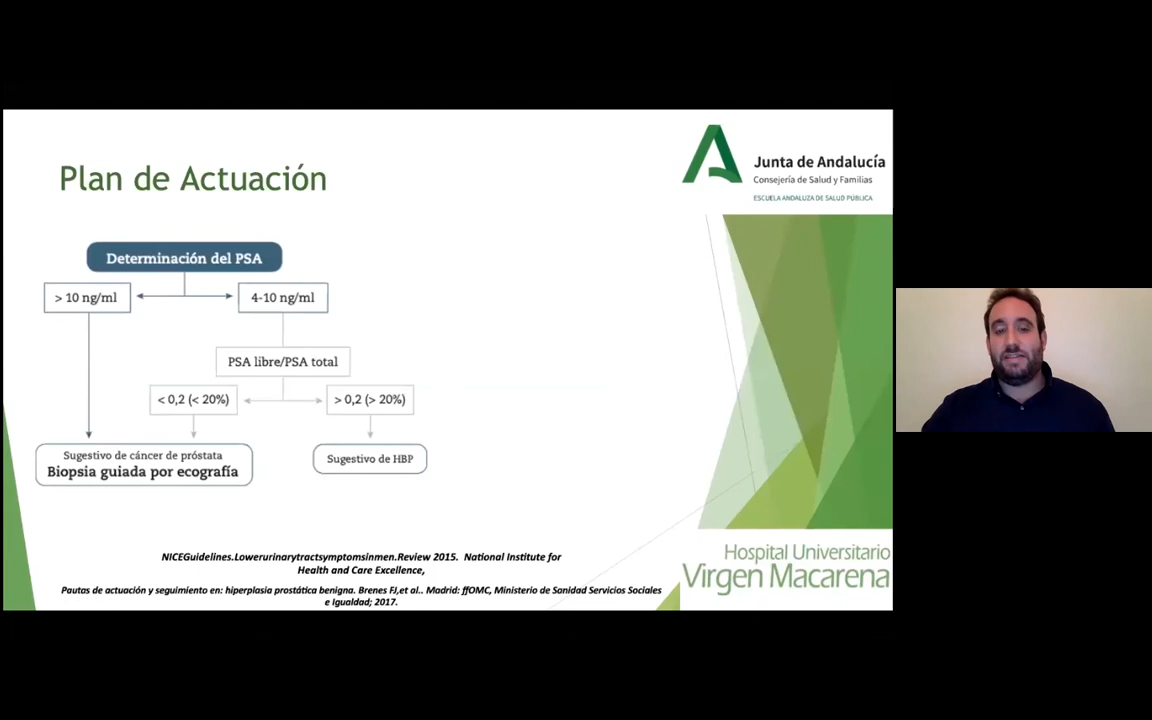 Plan de Actuación
Junta de Andalucía
Consejería de Salud y Familias
ESCUELA ANDALUZA DE SALUD PÚBLICA
Determinación del PSA
> 10 ng/ml
4-10 ng/ml
PSA libre/PSA total
< 0,2 (< 20%)
> 0,2 (> 20%)
Sugestivo de cáncer de próstata
Biopsia guiada por ecografía
Sugestivo de HBP
NICEGuidelines.Lowerurinarytractsymptomsinmen.Review 2015. National Institute for
Health and Care Excellence,
Pautas de actuación y seguimiento en: hiperplasia prostática benigna. Brenes FJ,et al.. Madrid: ffOMC, Ministerio de Sanidad Servicios Sociales
e Igualdad; 2017.
Hospital Universitario
Virgen Macarena